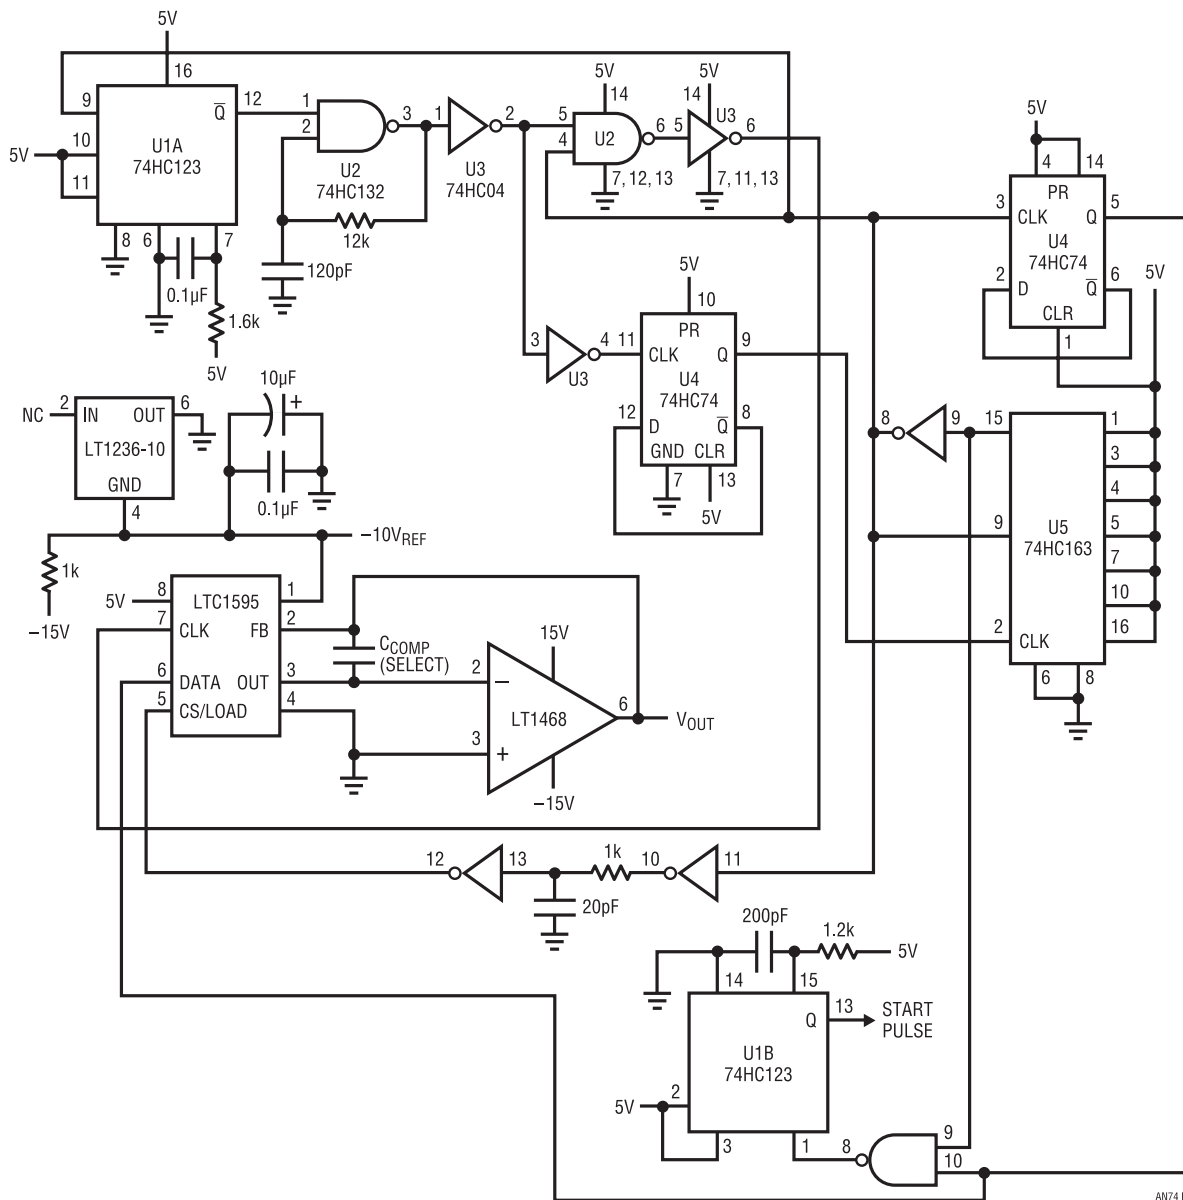 5V
16
9
Q
12
10
U1A
74HC123
5V
11
8
6
7
0.1µF
1.6k
5V
1
2
3
U2
74HC132
12k
120pF
1
2
U3
74HC04
5V
14
5
4
U2
6
7, 12, 13
5V
14
5
U3
6
7, 11, 13
5V
4
14
PR
3
CLK
Q
5
U4
74HC74
2
D
Q
6
CLR
1
5V
3
4
U3
5V
10
PR
11
CLK
Q
9
U4
74HC74
12
D
Q
8
GND
CLR
7
13
5V
NC
2
IN
OUT
6
LT1236-10
GND
4
10µF
+
0.1µF
–10VREF
1k
–15V
8
9
15
1
3
4
9
U5
74HC163
5
7
10
2
CLK
16
6
8
5V
8
LTC1595
1
7
CLK
FB
2
6
DATA
OUT
3
5
CS/LOAD
4
CCOMP
(SELECT)
15V
2
–
LT1468
6
VOUT
3
+
–15V
12
13
1k
10
11
20pF
200pF
1.2k
5V
14
15
Q
13
START
PULSE
U1B
74HC123
5V
2
3
1
8
9
10